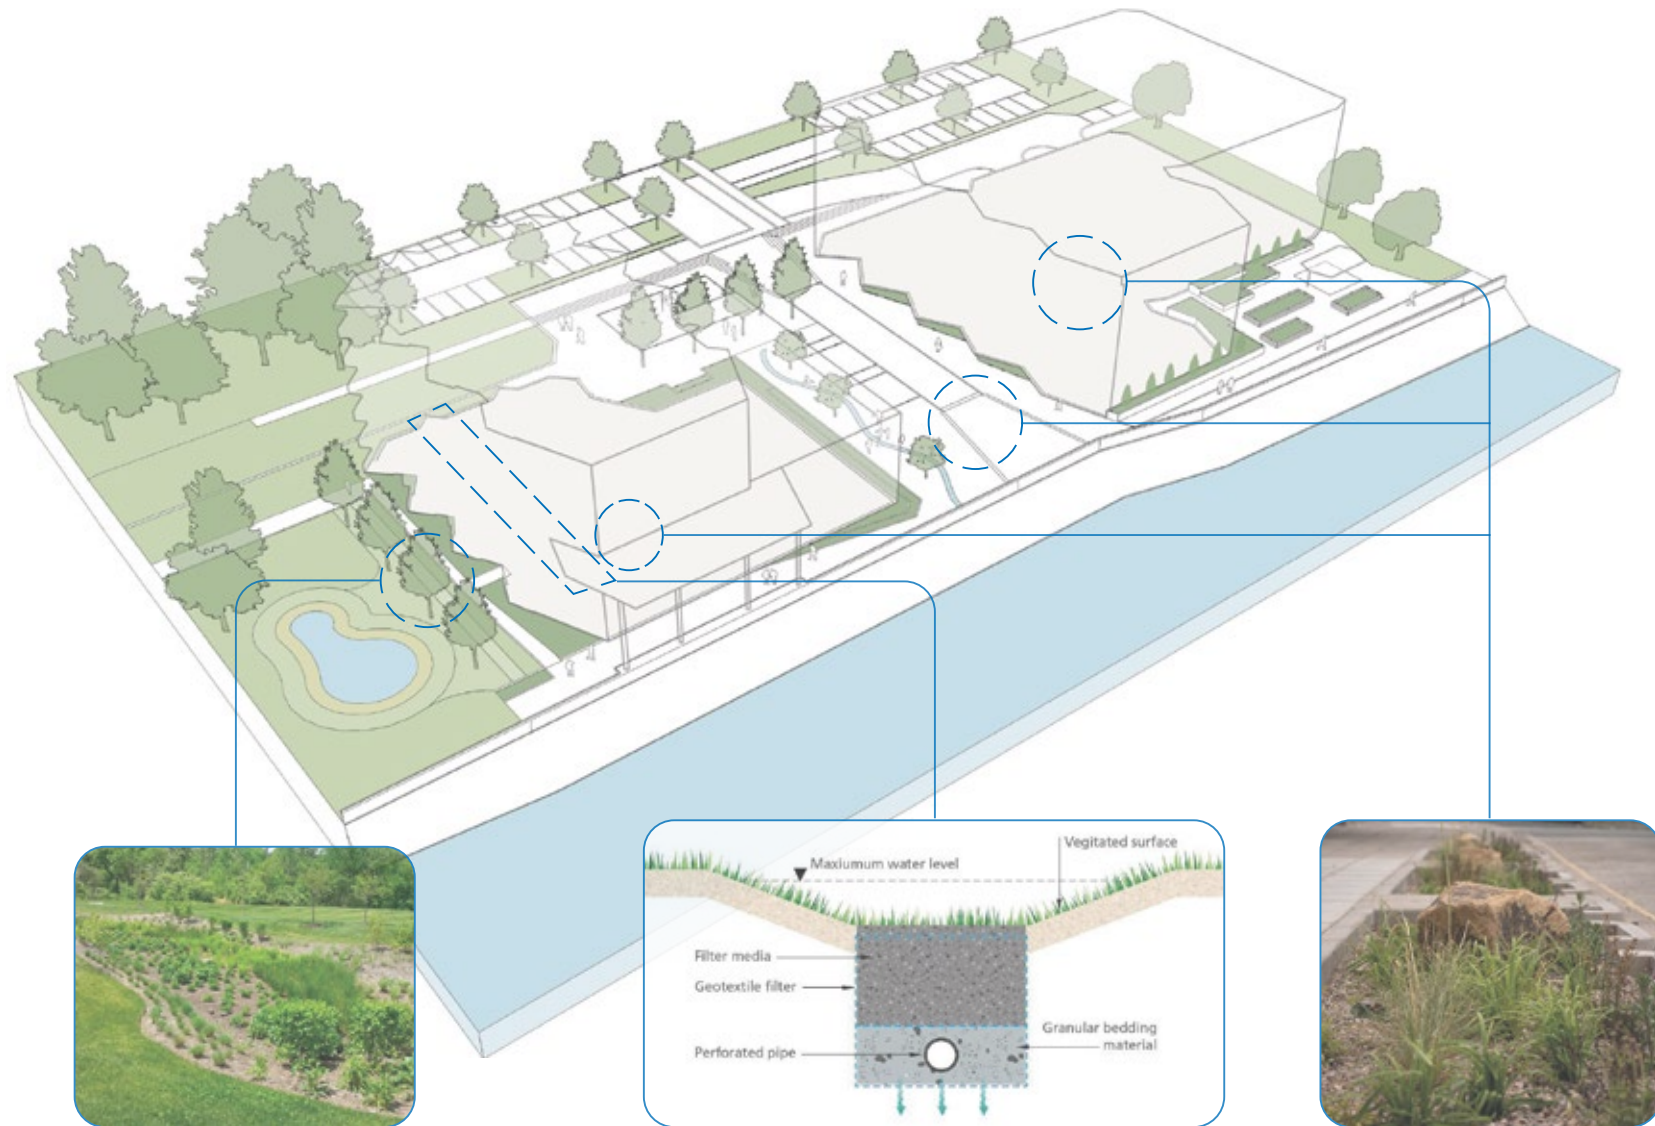 Maxiumum water level
Vegitated surface
Filter media
Geotextile filter
Granular bedding
material
Perforated pipe